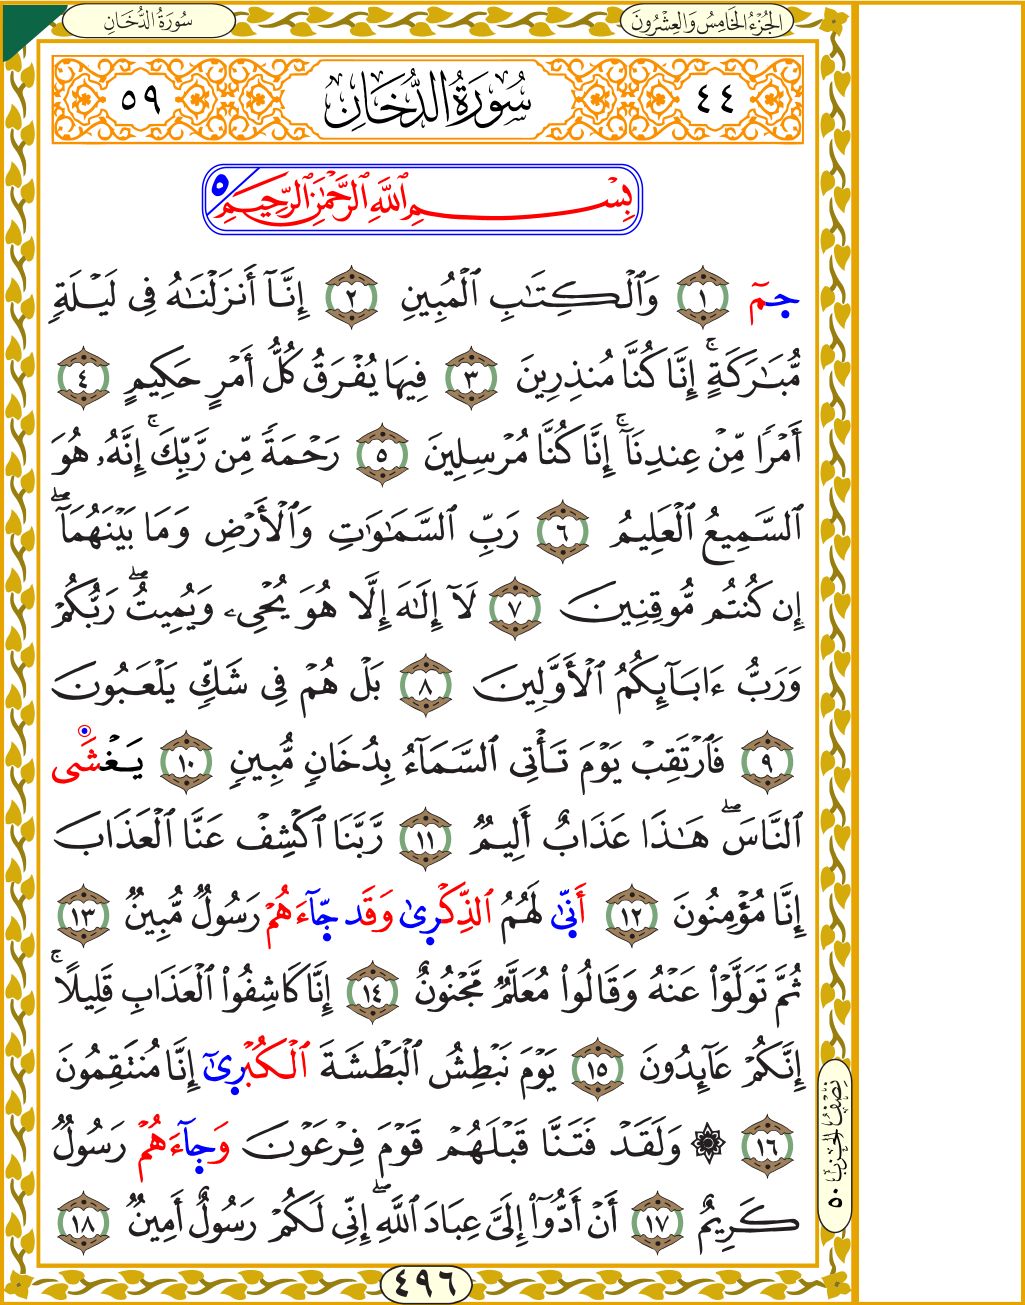 الجُزْءُ الخَامِسُ وَالعِشْرُونَ
سُورَةُ الدُّخَانِ
٤٤ سُورَةُ الدُّخَانِ ٥٩
بِسْمِ اللَّهِ الرَّحْمَٰنِ الرَّحِيمِ ٥
حمٓ ١ وَٱلْكِتَٰبِ ٱلْمُبِينِ ٢ إِنَّآ أَنزَلْنَٰهُ فِى لَيْلَةٍ
مُّبَٰرَكَةٍ ۚ إِنَّا كُنَّا مُنذِرِينَ ٣ فِيهَا يُفْرَقُ كُلُّ أَمْرٍ حَكِيمٍ ٤
أَمْرًا مِّنْ عِندِنَآ ۚ إِنَّا كُنَّا مُرْسِلِينَ ٥ رَحْمَةً مِّن رَّبِّكَ ۚ إِنَّهُۥ هُوَ
ٱلسَّمِيعُ ٱلْعَلِيمُ ٦ رَبِّ ٱلسَّمَٰوَٰتِ وَٱلْأَرْضِ وَمَا بَيْنَهُمَآ ۖ
إِن كُنتُم مُّوقِنِينَ ٧ لَآ إِلَٰهَ إِلَّا هُوَ يُحْىِۦ وَيُمِيتُ ۖ رَبُّكُمْ
وَرَبُّ ءَابَآئِكُمُ ٱلْأَوَّلِينَ ٨ بَلْ هُمْ فِى شَكٍّ يَلْعَبُونَ
٩ فَٱرْتَقِبْ يَوْمَ تَأْتِى ٱلسَّمَآءُ بِدُخَانٍ مُّبِينٍ ١٠ يَغْشَى
ٱلنَّاسَ ۖ هَٰذَا عَذَابٌ أَلِيمٌ ١١ رَّبَّنَا ٱكْشِفْ عَنَّا ٱلْعَذَابَ
إِنَّا مُؤْمِنُونَ ١٢ أَنَّىٰ لَهُمُ ٱلذِّكْرَىٰ وَقَد جَّآءَهُمْ رَسُولٌ مُّبِينٌ ١٣
ثُمَّ تَوَلَّوْا۟ عَنْهُ وَقَالُوا۟ مُعَلَّمٌ مَّجْنُونٌ ١٤ إِنَّا كَاشِفُوا۟ ٱلْعَذَابِ قَلِيلًا ۚ
إِنَّكُمْ عَآئِدُونَ ١٥ يَوْمَ نَبْطِشُ ٱلْبَطْشَةَ ٱلْكُبْرَىٰٓ إِنَّا مُنتَقِمُونَ
١٦ ۞ وَلَقَدْ فَتَنَّا قَبْلَهُمْ قَوْمَ فِرْعَوْنَ وَجَآءَهُمْ رَسُولٌ
كَرِيمٌ ١٧ أَنْ أَدُّوٓا۟ إِلَىَّ عِبَادَ ٱللَّهِ ۖ إِنِّى لَكُمْ رَسُولٌ أَمِينٌ ١٨
نِصْفُ الحِزْبِ ٥٠
٤٩٦